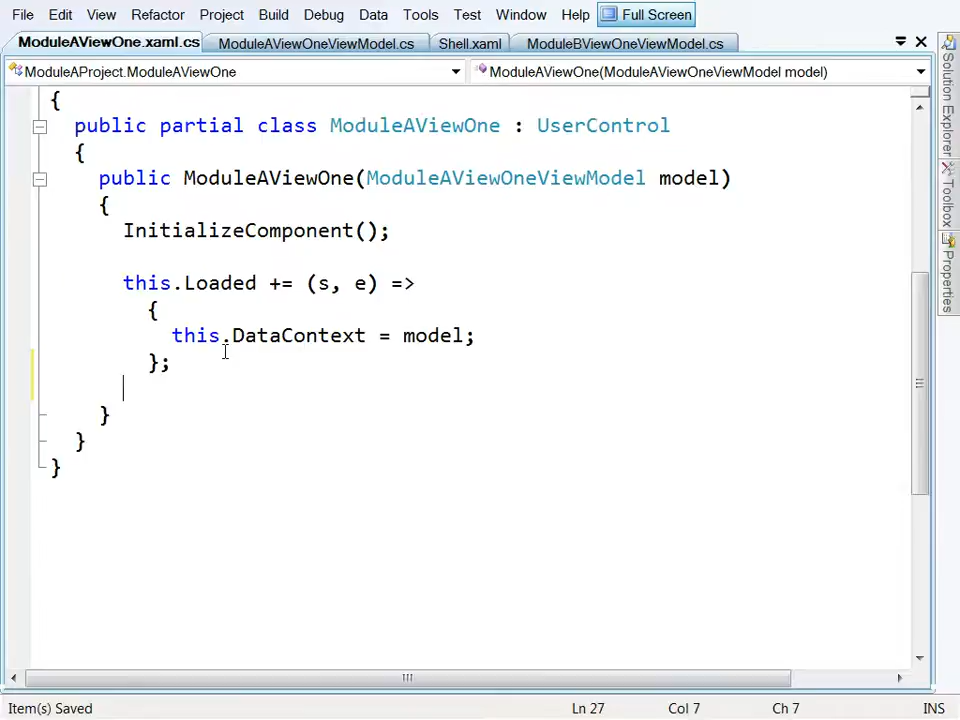 File Edit View Refactor Project Build Debug Data Tools Test Window Help Full Screen
ModuleAViewOne.xaml.cs ModuleAViewOneViewModel.cs Shell.xaml ModuleBViewOneViewModel.cs
ModuleAProject.ModuleAViewOne ModuleAViewOne(ModuleAViewOneViewModel model)
{
public partial class ModuleAViewOne : UserControl
{
public ModuleAViewOne(ModuleAViewOneViewModel model)
{
InitializeComponent();
this.Loaded += (s, e) =>
{
this.DataContext = model;
};
}
}
}
Solution Explorer
Toolbox
Properties
Item(s) Saved Ln 27 Col 7 Ch 7 INS